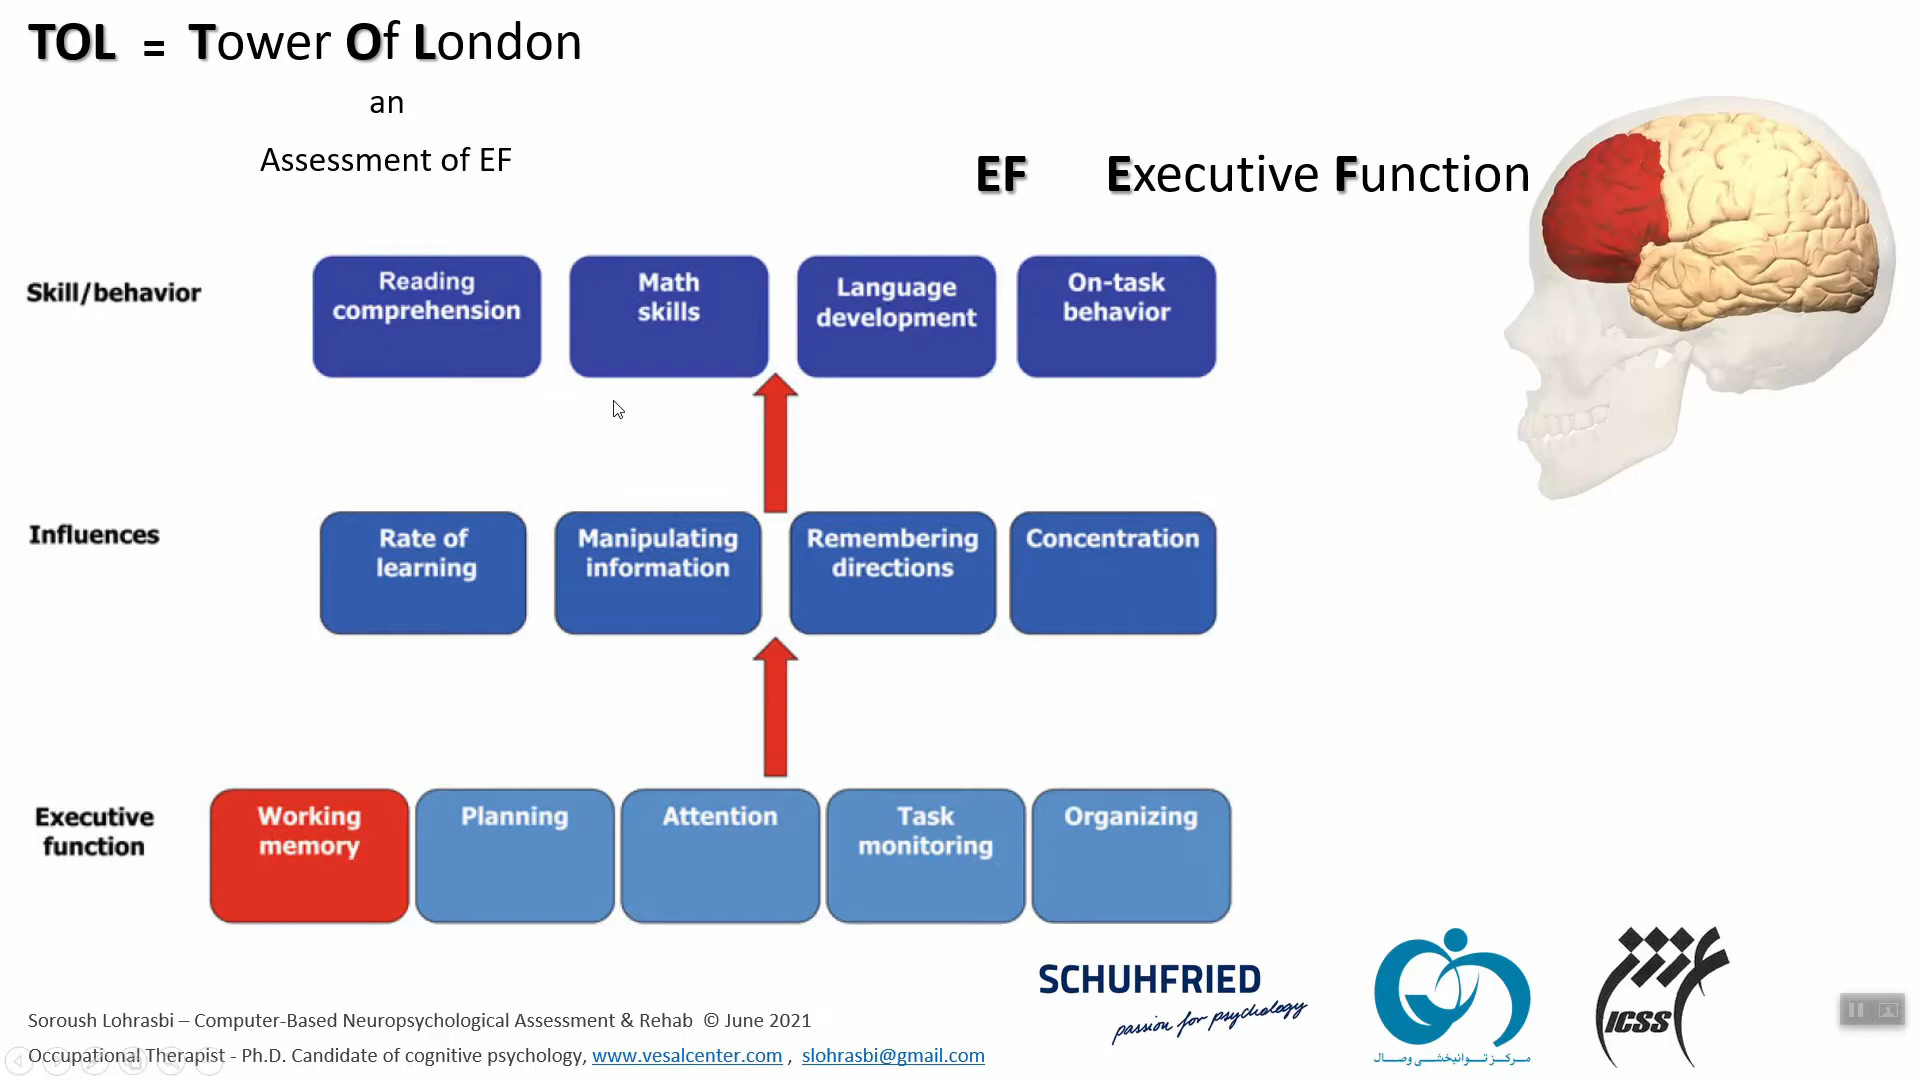 TOL = Tower Of London
an
Assessment of EF
EF Executive Function
Skill/behavior
Reading
comprehension
Math
skills
Language
development
On-task
behavior
Influences
Rate of
learning
Manipulating
information
Remembering
directions
Concentration
Executive
function
Working
memory
Planning
Attention
Task
monitoring
Organizing
SCHUHFRIED
passion for psychology
مرکز توانبخشی وصال
ICSS
Soroush Lohrasbi – Computer-Based Neuropsychological Assessment & Rehab © June 2021
Occupational Therapist - Ph.D. Candidate of cognitive psychology, www.vesalcenter.com , slohrasbi@gmail.com